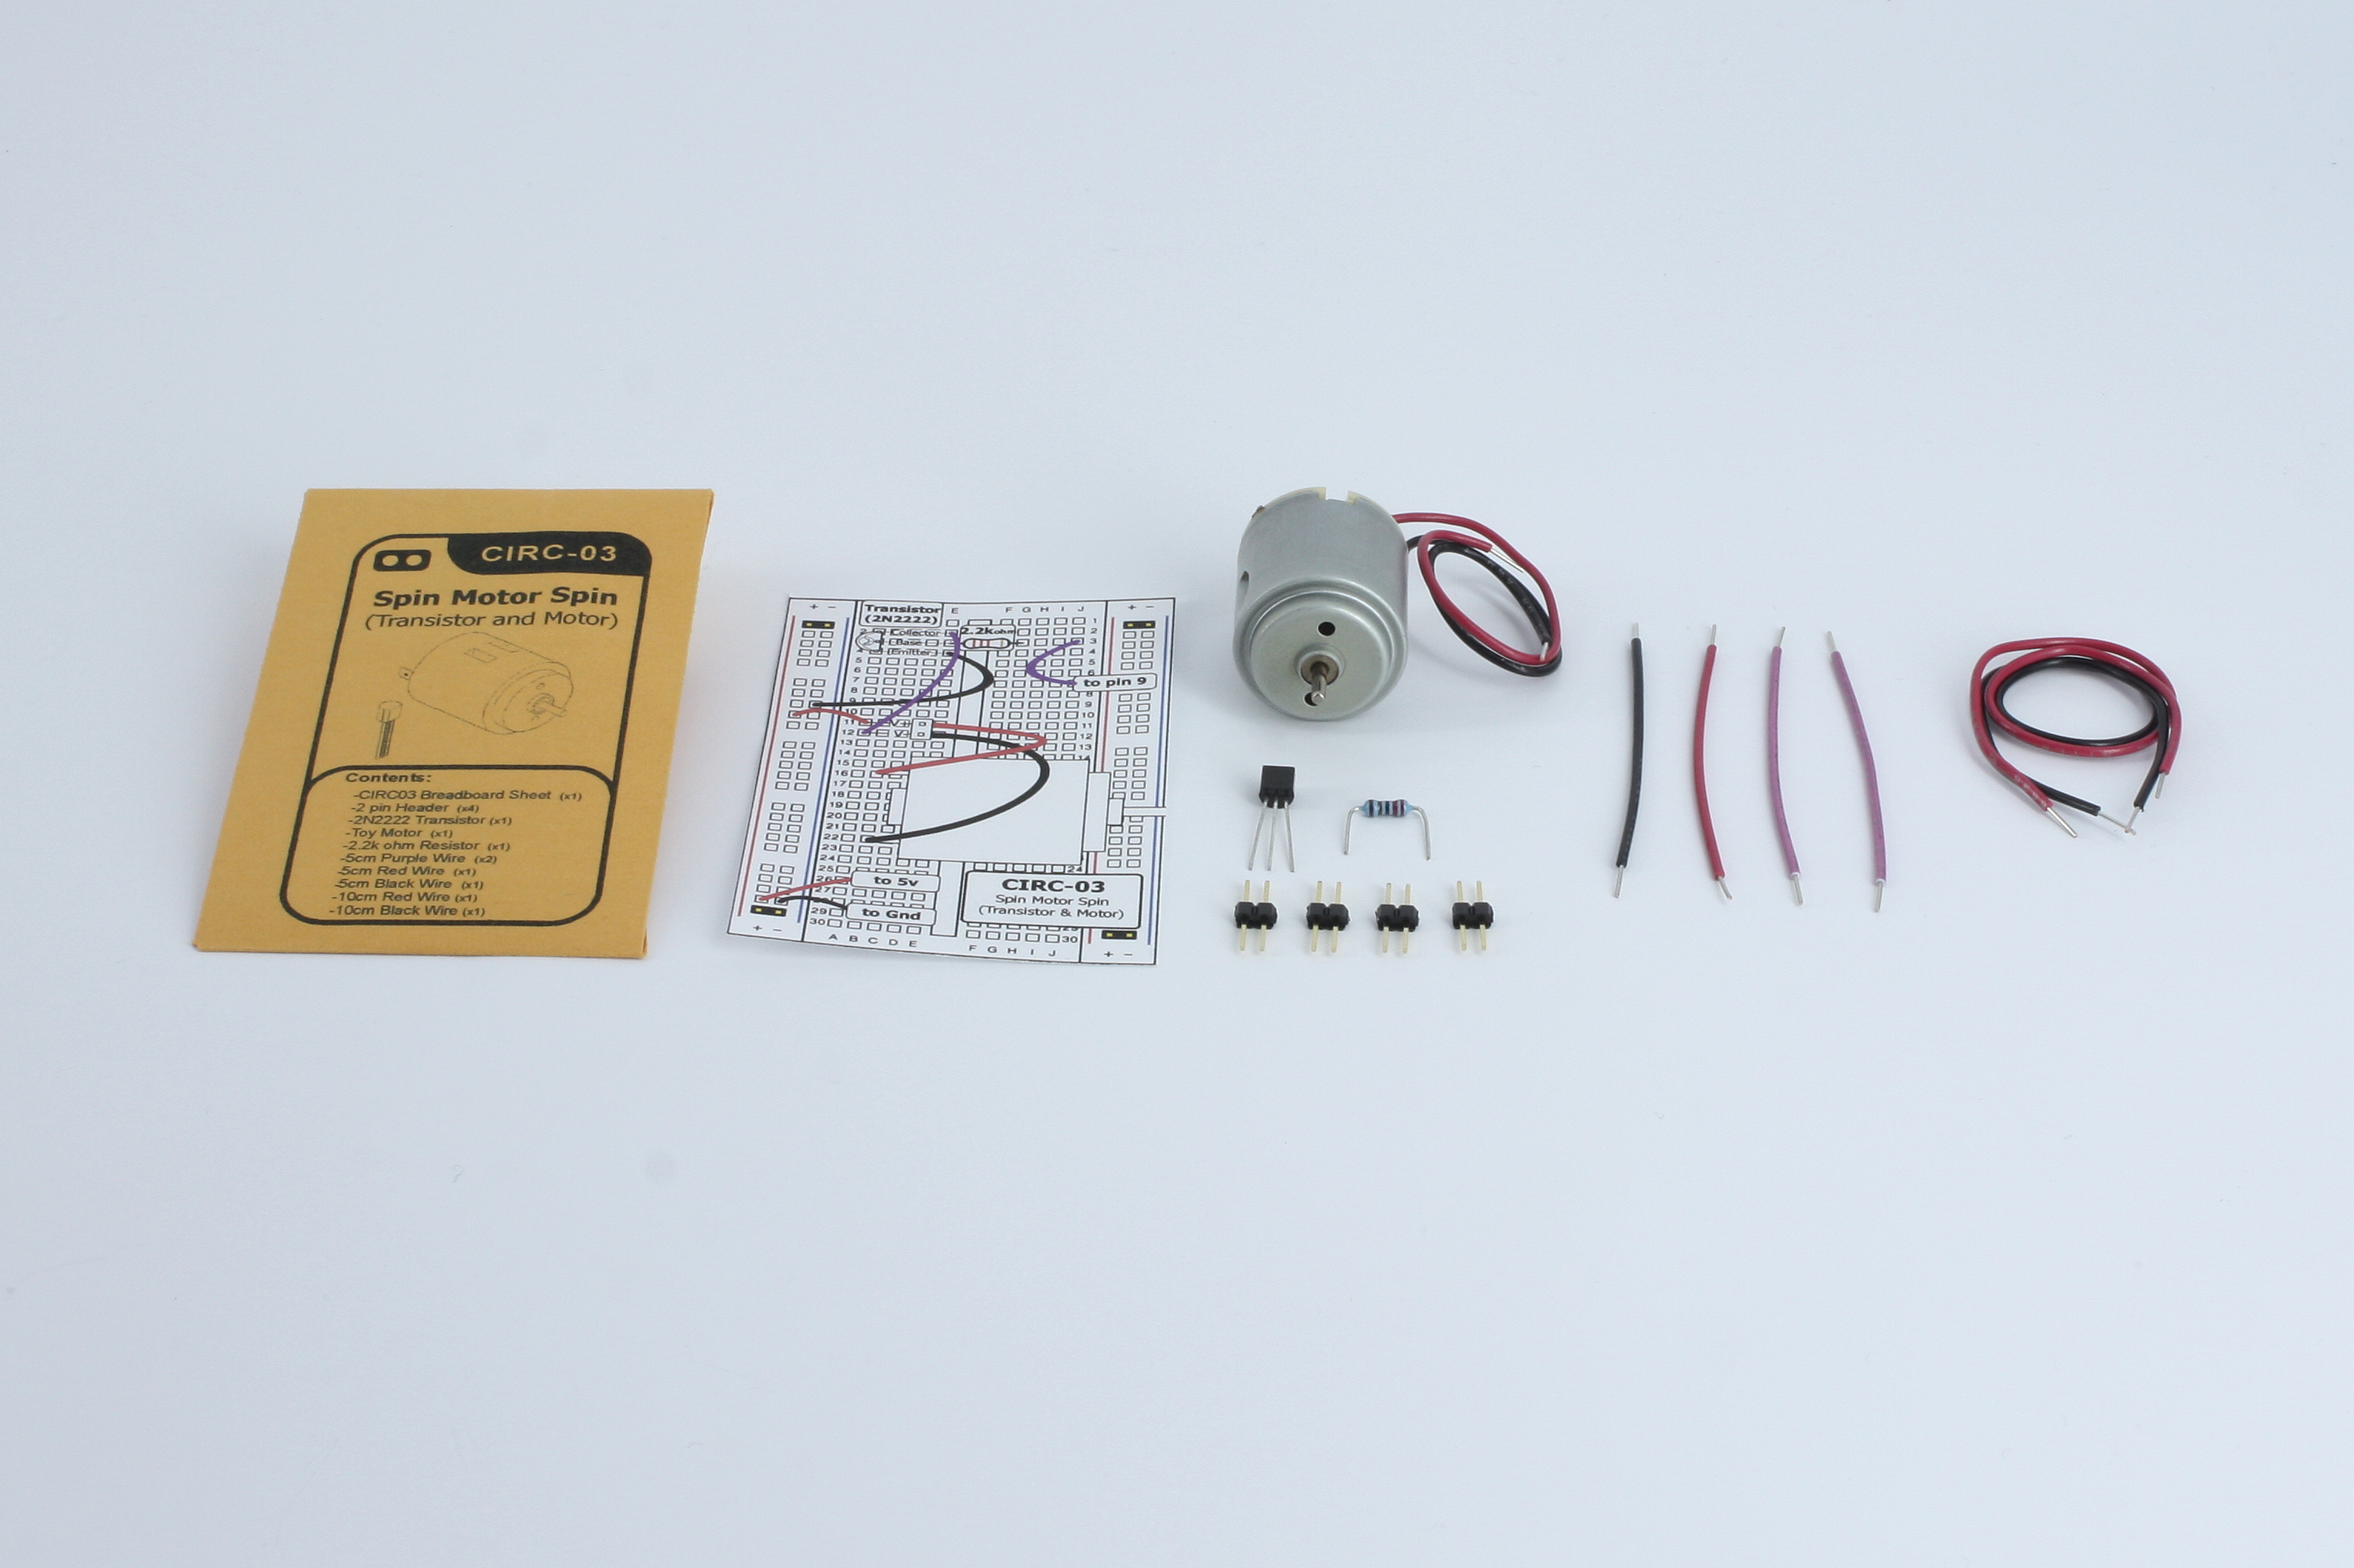 CIRC-03
Spin Motor Spin
(Transistor and Motor)
Contents:
-CIRC03 Breadboard Sheet (x1)
-2 pin Header (x4)
-2N2222 Transistor (x1)
-Toy Motor (x1)
-2.2k ohm Resistor (x1)
-5cm Purple Wire (x2)
-5cm Red Wire (x1)
-5cm Black Wire (x1)
-10cm Red Wire (x1)
-10cm Black Wire (x1)
+ -
Transistor
(2N2222)
E F G H I J
+ -
Collector
Base
Emitter
2.2kohm
to pin 9
V+
V-
to 5v
to Gnd
CIRC-03
Spin Motor Spin
(Transistor & Motor)
+ -
A B C D E
F G H I J
+ -